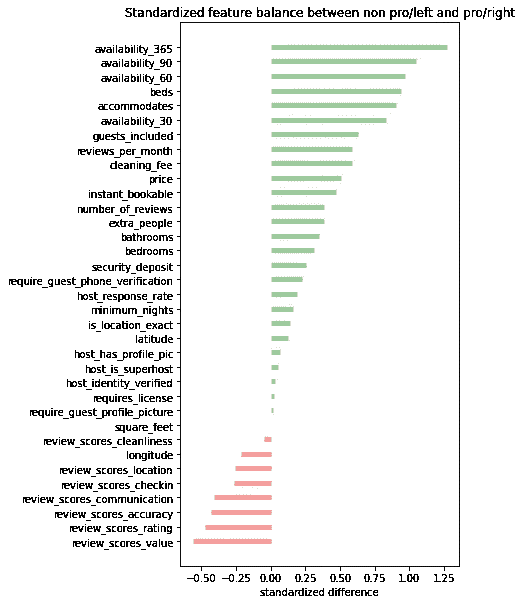 Standardized feature balance between non pro/left and pro/right
availability_365
availability_90
availability_60
beds
accommodates
availability_30
guests_included
reviews_per_month
cleaning_fee
price
instant_bookable
number_of_reviews
extra_people
bathrooms
bedrooms
security_deposit
require_guest_phone_verification
host_response_rate
minimum_nights
is_location_exact
latitude
host_has_profile_pic
host_is_superhost
host_identity_verified
requires_license
require_guest_profile_picture
square_feet
review_scores_cleanliness
longitude
review_scores_location
review_scores_checkin
review_scores_communication
review_scores_accuracy
review_scores_rating
review_scores_value
−0.50 −0.25 0.00 0.25 0.50 0.75 1.00 1.25
standardized difference